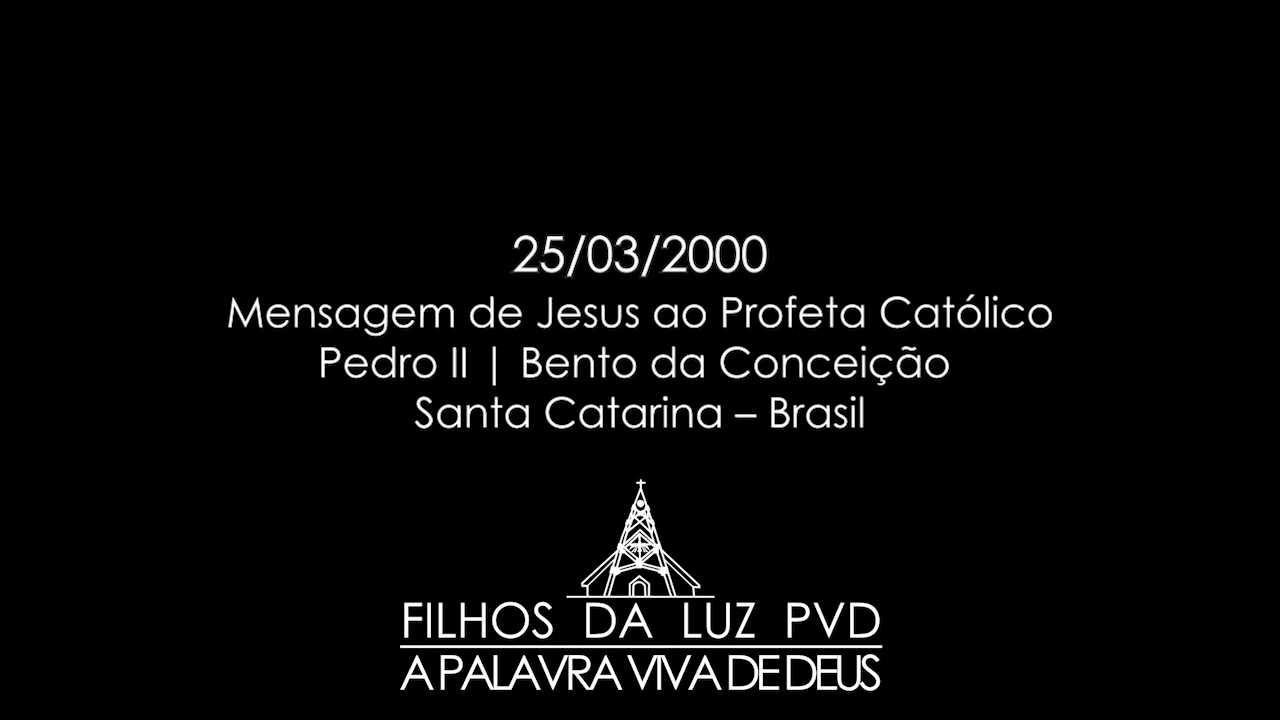 25/03/2000
Mensagem de Jesus ao Profeta Católico
Pedro II | Bento da Conceição
Santa Catarina – Brasil
FILHOS DA LUZ PVD
A PALAVRA VIVA DE DEUS